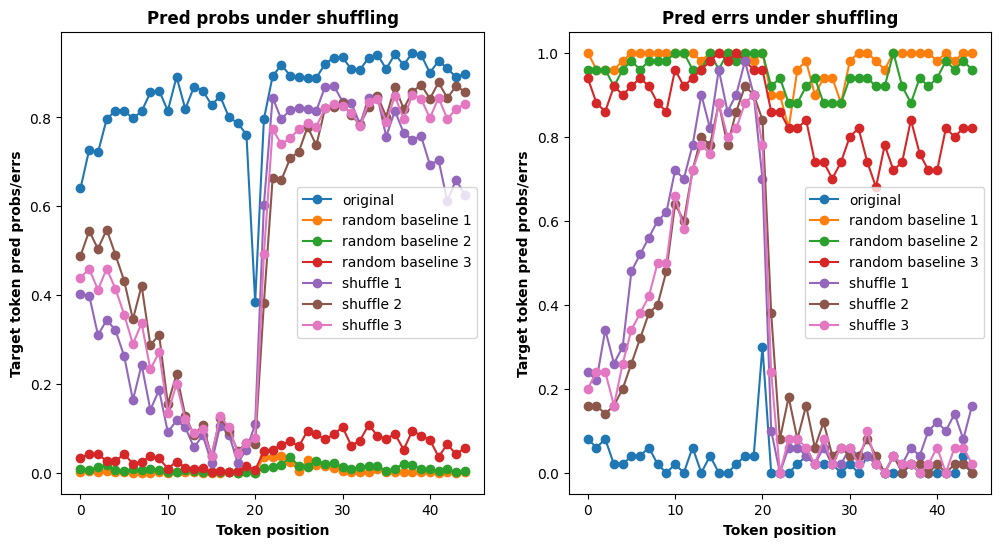 Pred probs under shuffling
Target token pred probs/errs
0.8
0.6
0.4
0.2
0.0
original
random baseline 1
random baseline 2
random baseline 3
shuffle 1
shuffle 2
shuffle 3
0 10 20 30 40
Token position
Pred errs under shuffling
Target token pred probs/errs
1.0
0.8
0.6
0.4
0.2
0.0
original
random baseline 1
random baseline 2
random baseline 3
shuffle 1
shuffle 2
shuffle 3
0 10 20 30 40
Token position